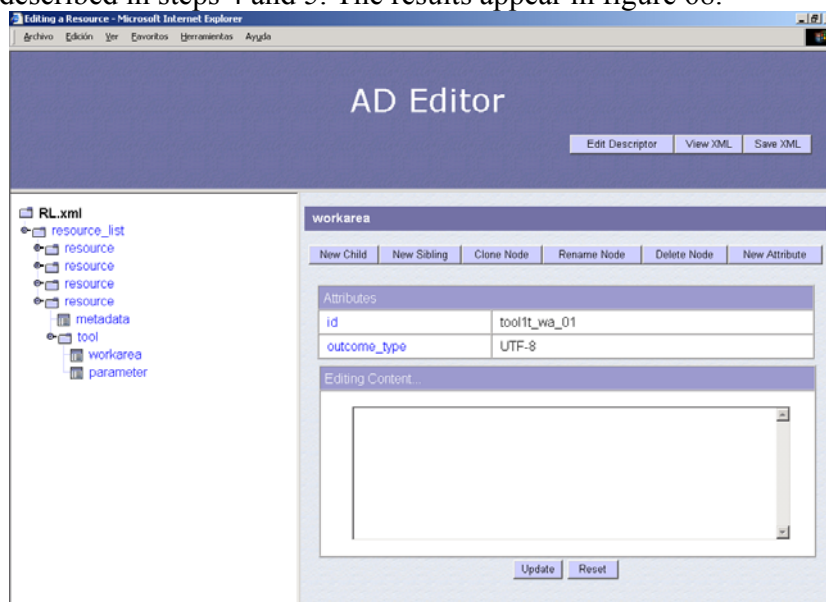 described in steps 4 and 5. The results appear in figure 68.
Editing a Resource - Microsoft Internet Explorer
Archivo Edición Ver Favoritos Herramientas Ayuda
AD Editor
Edit Descriptor View XML Save XML
RL.xml
resource_list
resource
resource
resource
resource
metadata
tool
workarea
parameter
workarea
New Child New Sibling Clone Node Rename Node Delete Node New Attribute
Attributes
id tool1t_wa_01
outcome_type UTF-8
Editing Content...
Update Reset